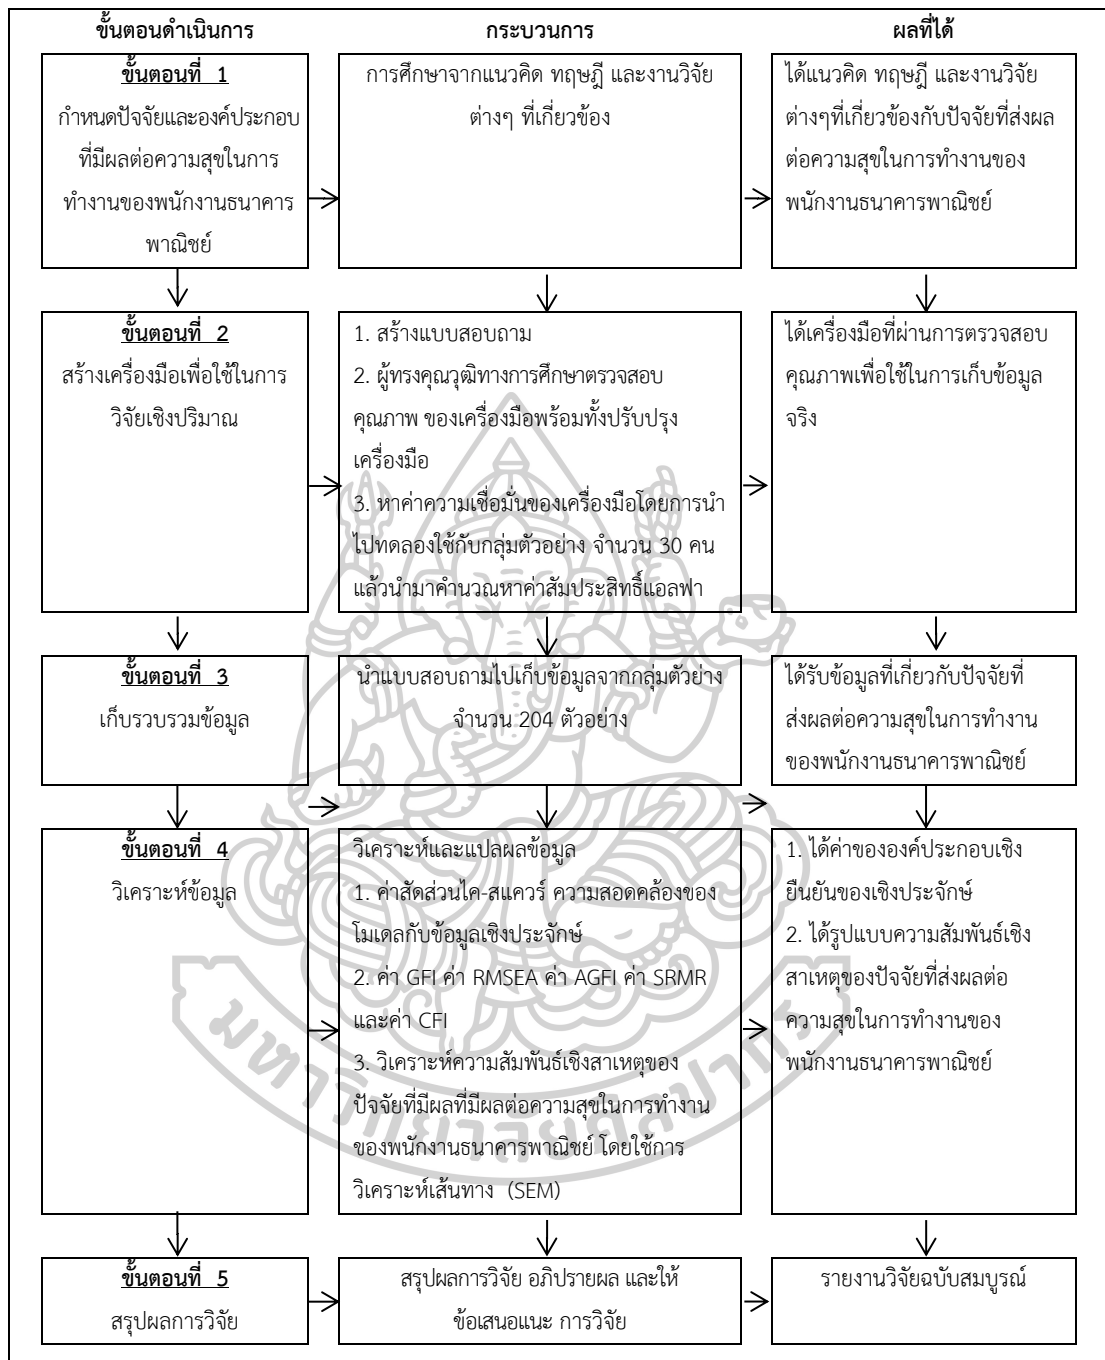 ขั้นตอนดำเนินการ
กระบวนการ
ผลที่ได้
ขั้นตอนที่ 1
กำหนดปัจจัยและองค์ประกอบ
ที่มีผลต่อความสุขในการ
ทำงานของพนักงานธนาคาร
พาณิชย์
การศึกษาจากแนวคิด ทฤษฎี และงานวิจัย
ต่างๆ ที่เกี่ยวข้อง
ได้แนวคิด ทฤษฎี และงานวิจัย
ต่างๆที่เกี่ยวข้องกับปัจจัยที่ส่งผล
ต่อความสุขในการทำงานของ
พนักงานธนาคารพาณิชย์
ขั้นตอนที่ 2
สร้างเครื่องมือเพื่อใช้ในการ
วิจัยเชิงปริมาณ
1. สร้างแบบสอบถาม
2. ผู้ทรงคุณวุฒิทางการศึกษาตรวจสอบ
คุณภาพ ของเครื่องมือพร้อมทั้งปรับปรุง
เครื่องมือ
3. หาค่าความเชื่อมั่นของเครื่องมือโดยการนำ
ไปทดลองใช้กับกลุ่มตัวอย่าง จำนวน 30 คน
แล้วนำมาคำนวณหาค่าสัมประสิทธิ์แอลฟา
ได้เครื่องมือที่ผ่านการตรวจสอบ
คุณภาพเพื่อใช้ในการเก็บข้อมูล
จริง
ขั้นตอนที่ 3
เก็บรวบรวมข้อมูล
นำแบบสอบถามไปเก็บข้อมูลจากกลุ่มตัวอย่าง
จำนวน 204 ตัวอย่าง
ได้รับข้อมูลที่เกี่ยวกับปัจจัยที่
ส่งผลต่อความสุขในการทำงาน
ของพนักงานธนาคารพาณิชย์
ขั้นตอนที่ 4
วิเคราะห์ข้อมูล
วิเคราะห์และแปลผลข้อมูล
1. ค่าสัดส่วนไค-สแควร์ ความสอดคล้องของ
โมเดลกับข้อมูลเชิงประจักษ์
2. ค่า GFI ค่า RMSEA ค่า AGFI ค่า SRMR
และค่า CFI
3. วิเคราะห์ความสัมพันธ์เชิงสาเหตุของ
ปัจจัยที่มีผลที่มีผลต่อความสุขในการทำงาน
ของพนักงานธนาคารพาณิชย์ โดยใช้การ
วิเคราะห์เส้นทาง (SEM)
1. ได้ค่าขององค์ประกอบเชิง
ยืนยันของเชิงประจักษ์
2. ได้รูปแบบความสัมพันธ์เชิง
สาเหตุของปัจจัยที่ส่งผลต่อ
ความสุขในการทำงานของ
พนักงานธนาคารพาณิชย์
มหาวิทยาลัยศิลปากร
ขั้นตอนที่ 5
สรุปผลการวิจัย
สรุปผลการวิจัย อภิปรายผล และให้
ข้อเสนอแนะ การวิจัย
รายงานวิจัยฉบับสมบูรณ์